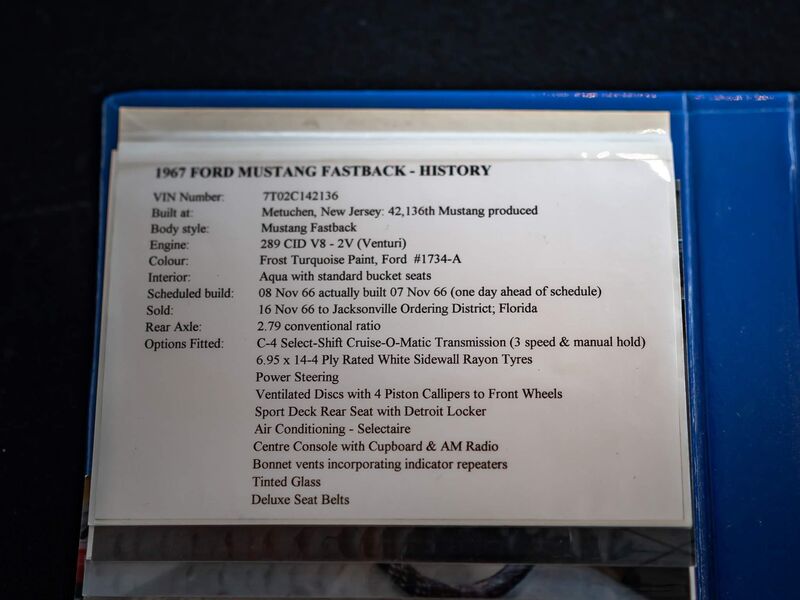 1967 FORD MUSTANG FASTBACK - HISTORY
VIN Number: 7T02C142136
Built at: Metuchen, New Jersey: 42,136th Mustang produced
Body style: Mustang Fastback
Engine: 289 CID V8 - 2V (Venturi)
Colour: Frost Turquoise Paint, Ford #1734-A
Interior: Aqua with standard bucket seats
Scheduled build: 08 Nov 66 actually built 07 Nov 66 (one day ahead of schedule)
Sold: 16 Nov 66 to Jacksonville Ordering District; Florida
Rear Axle: 2.79 conventional ratio
Options Fitted: C-4 Select-Shift Cruise-O-Matic Transmission (3 speed & manual hold)
6.95 x 14-4 Ply Rated White Sidewall Rayon Tyres
Power Steering
Ventilated Discs with 4 Piston Callipers to Front Wheels
Sport Deck Rear Seat with Detroit Locker
Air Conditioning - Selectaire
Centre Console with Cupboard & AM Radio
Bonnet vents incorporating indicator repeaters
Tinted Glass
Deluxe Seat Belts